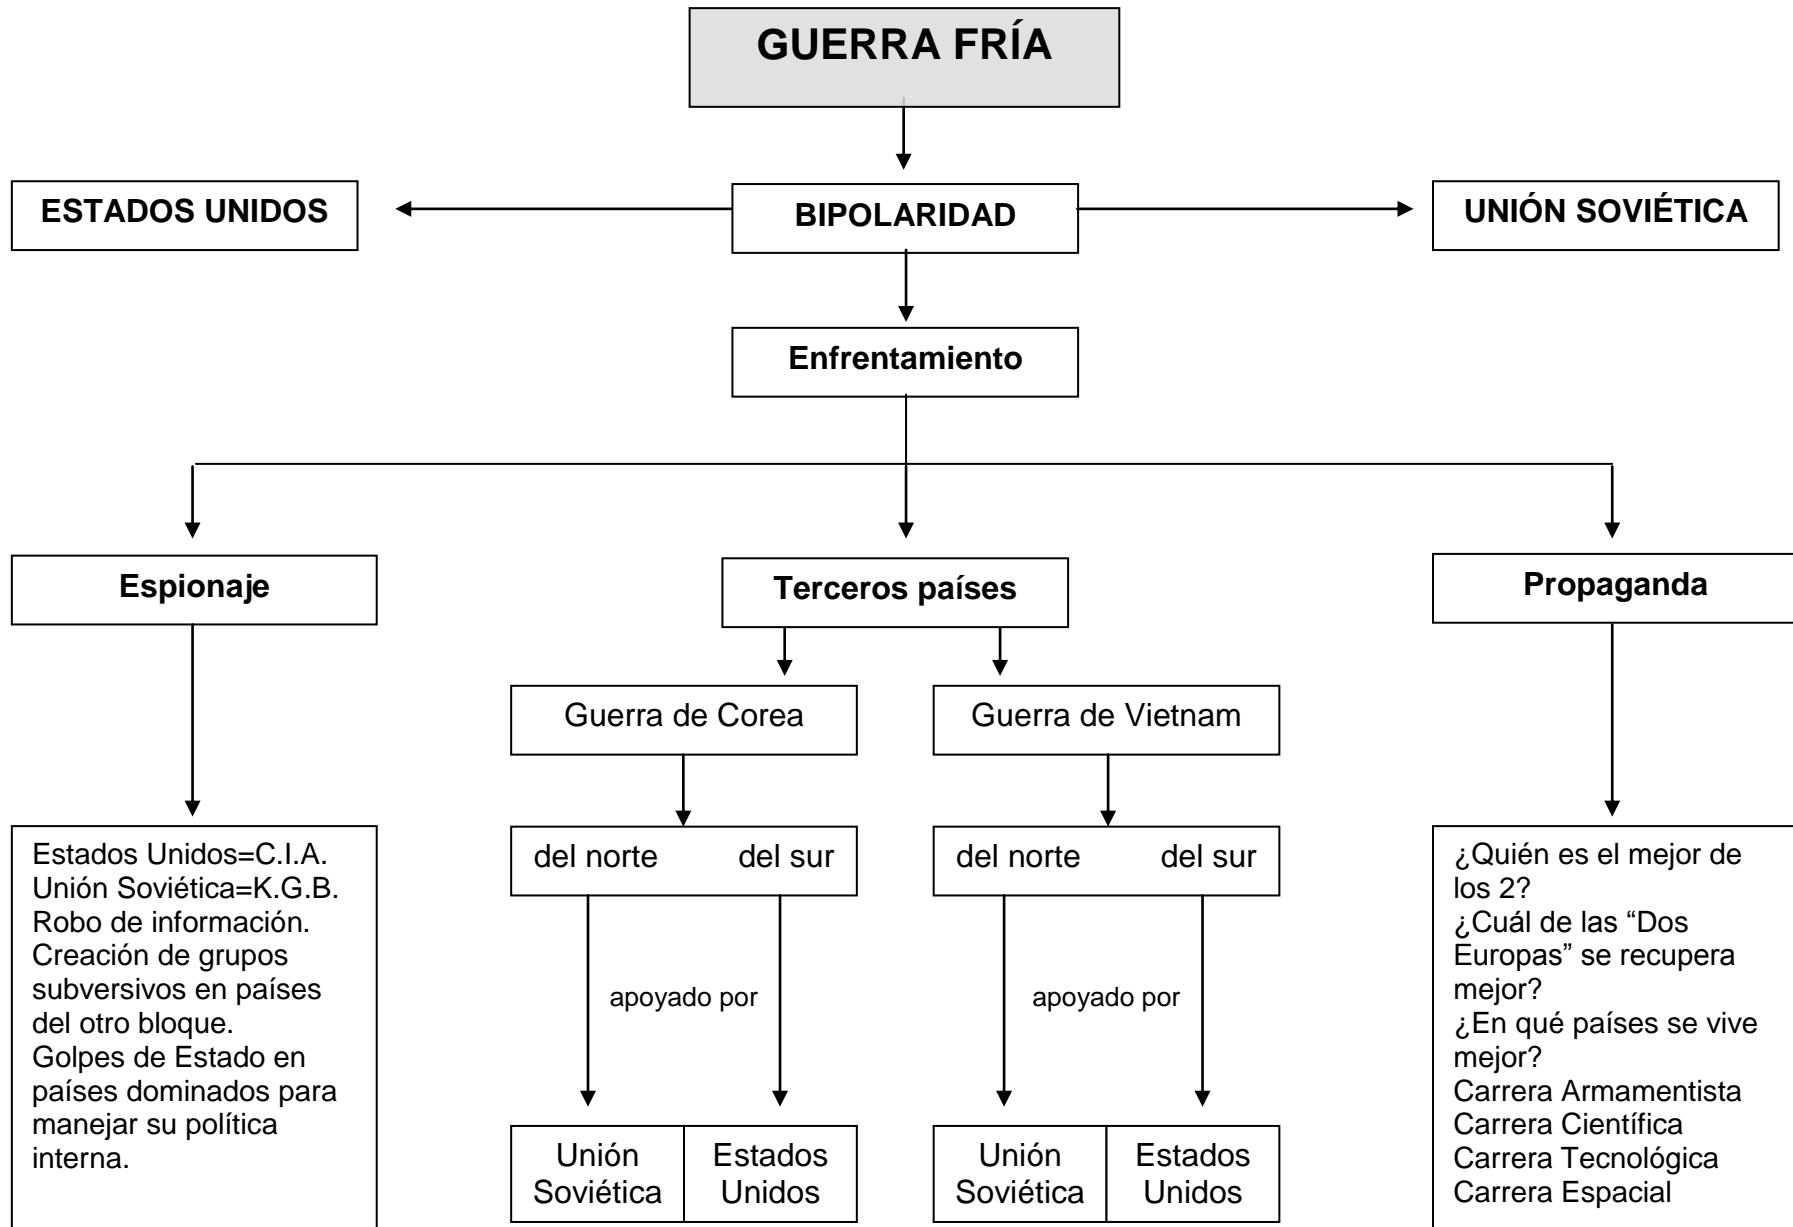 GUERRA FRÍA
ESTADOS UNIDOS
BIPOLARIDAD
UNIÓN SOVIÉTICA
Enfrentamiento
Espionaje
Terceros países
Propaganda
Guerra de Corea
Guerra de Vietnam
Estados Unidos=C.I.A.
Unión Soviética=K.G.B.
Robo de información.
Creación de grupos
subversivos en países
del otro bloque.
Golpes de Estado en
países dominados para
manejar su política
interna.
del norte del sur
apoyado por
Unión
Soviética
Estados
Unidos
del norte del sur
apoyado por
Unión
Soviética
Estados
Unidos
¿Quién es el mejor de
los 2?
¿Cuál de las “Dos
Europas” se recupera
mejor?
¿En qué países se vive
mejor?
Carrera Armamentista
Carrera Científica
Carrera Tecnológica
Carrera Espacial